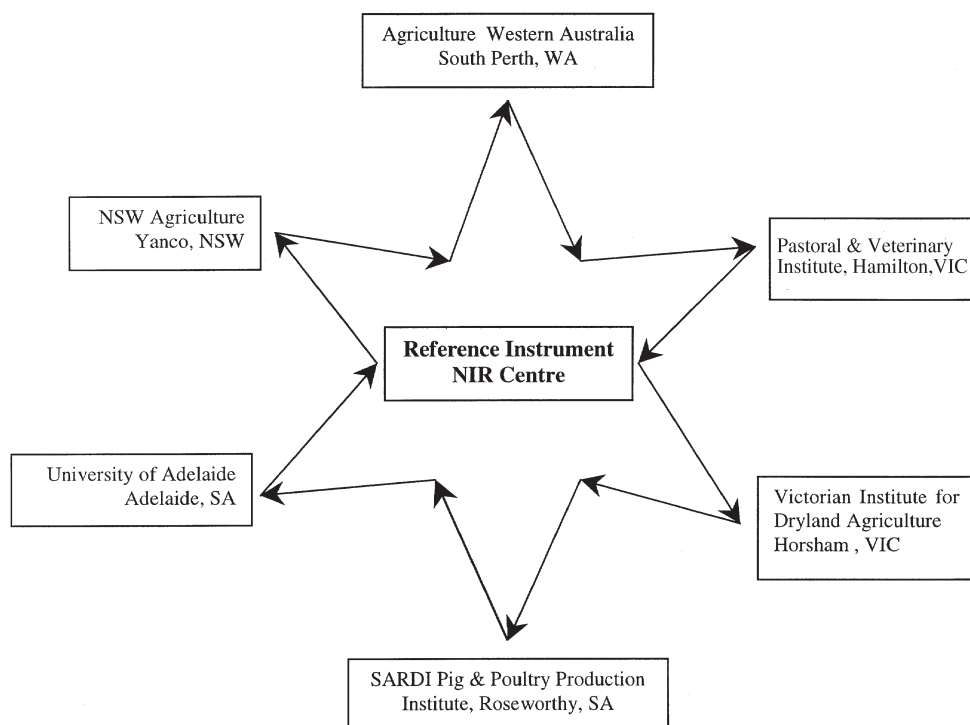 Agriculture Western Australia
South Perth, WA
NSW Agriculture
Yanco, NSW
Pastoral & Veterinary
Institute, Hamilton,VIC
Reference Instrument
NIR Centre
University of Adelaide
Adelaide, SA
Victorian Institute for
Dryland Agriculture
Horsham , VIC
SARDI Pig & Poultry Production
Institute, Roseworthy, SA